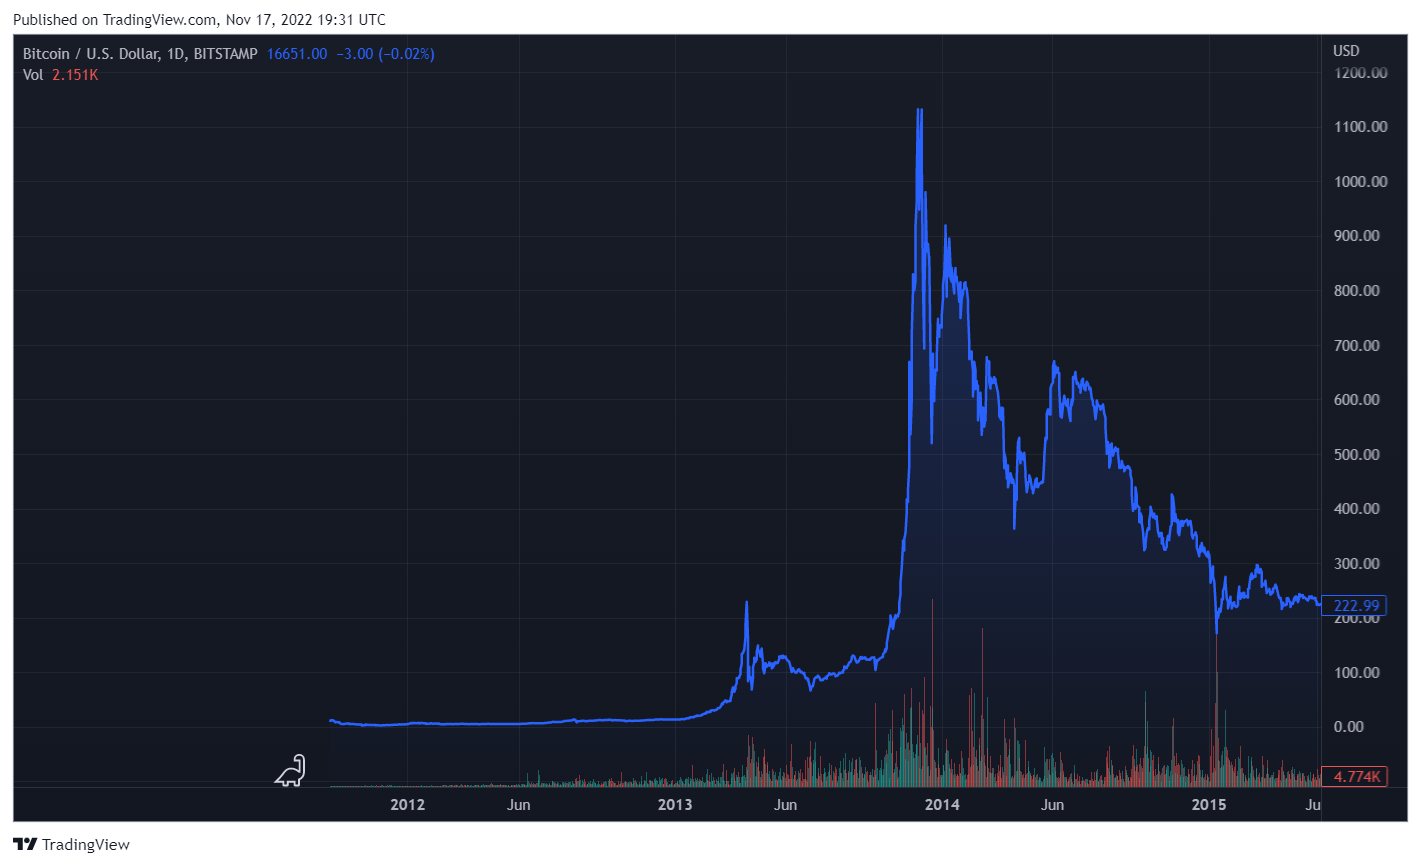 Published on TradingView.com, Nov 17, 2022 19:31 UTC
Bitcoin / U.S. Dollar, 1D, BITSTAMP 16651.00 −3.00 (−0.02%)
Vol 2.151K
USD
1200.00
1100.00
1000.00
900.00
800.00
700.00
600.00
500.00
400.00
300.00
222.99
200.00
100.00
0.00
4.774K
2012 Jun 2013 Jun 2014 Jun 2015 Ju
TradingView